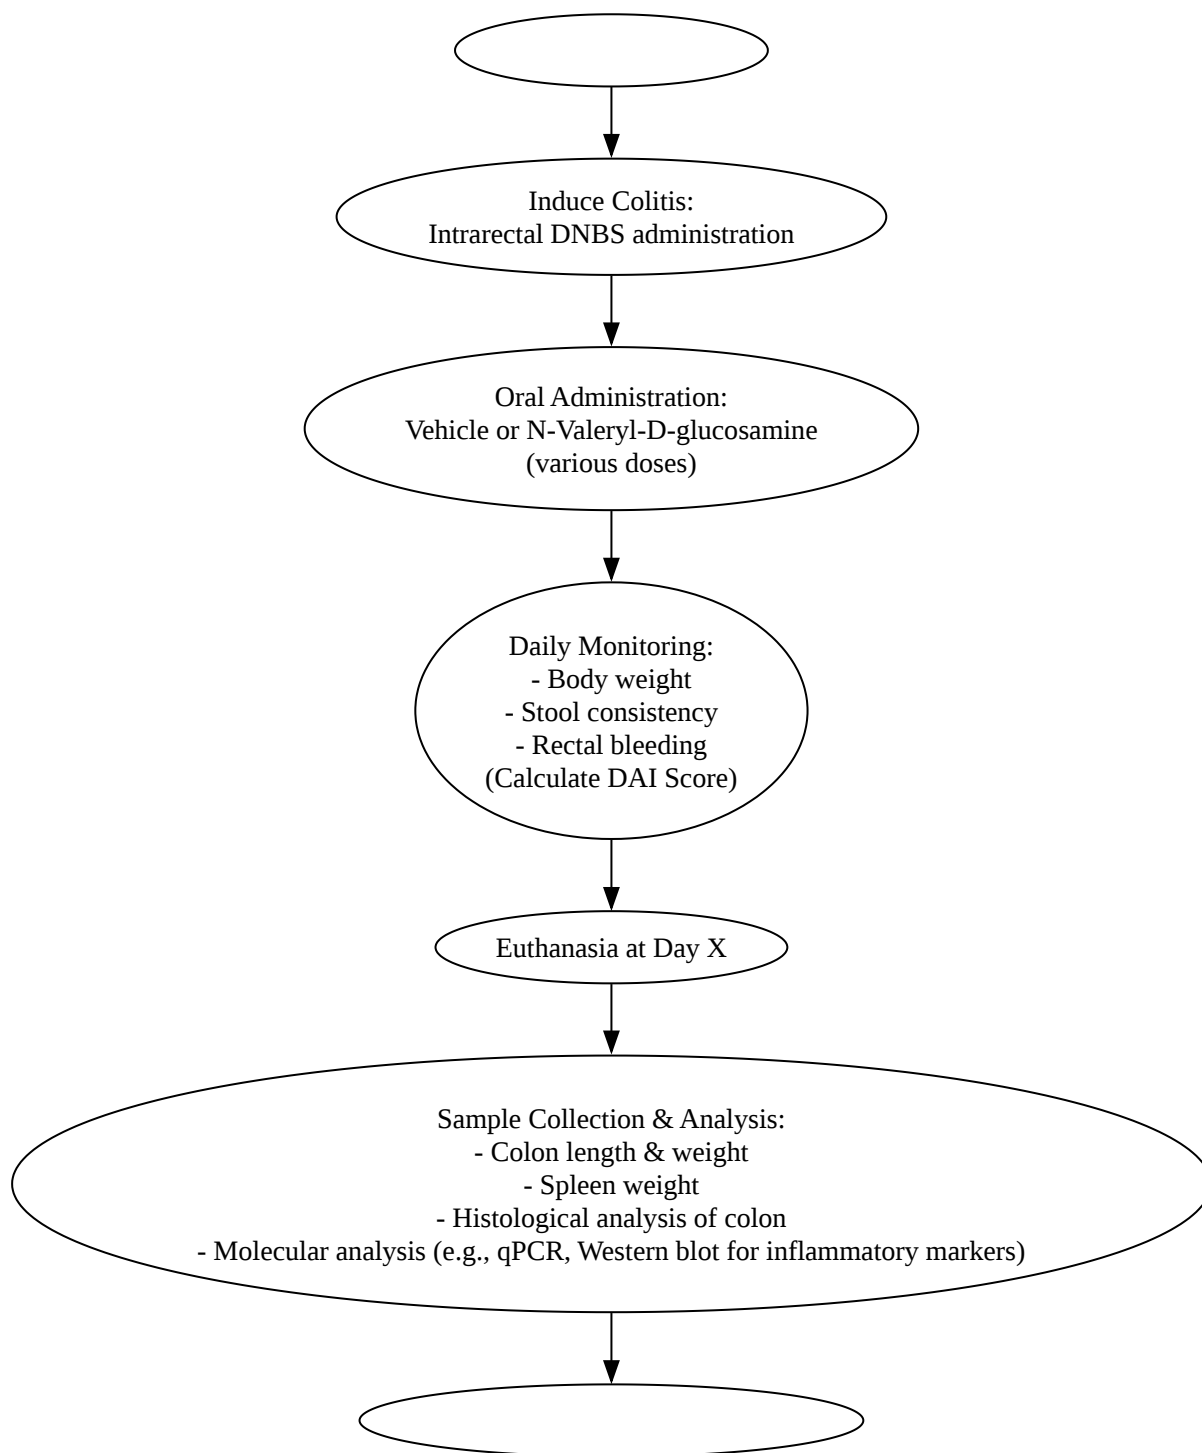 Induce Colitis:
Intrarectal DNBS administration
Oral Administration:
Vehicle or N-Valeryl-D-glucosamine
(various doses)
Daily Monitoring:
- Body weight
- Stool consistency
- Rectal bleeding
(Calculate DAI Score)
Euthanasia at Day X
Sample Collection & Analysis:
- Colon length & weight
- Spleen weight
- Histological analysis of colon
- Molecular analysis (e.g., qPCR, Western blot for inflammatory markers)